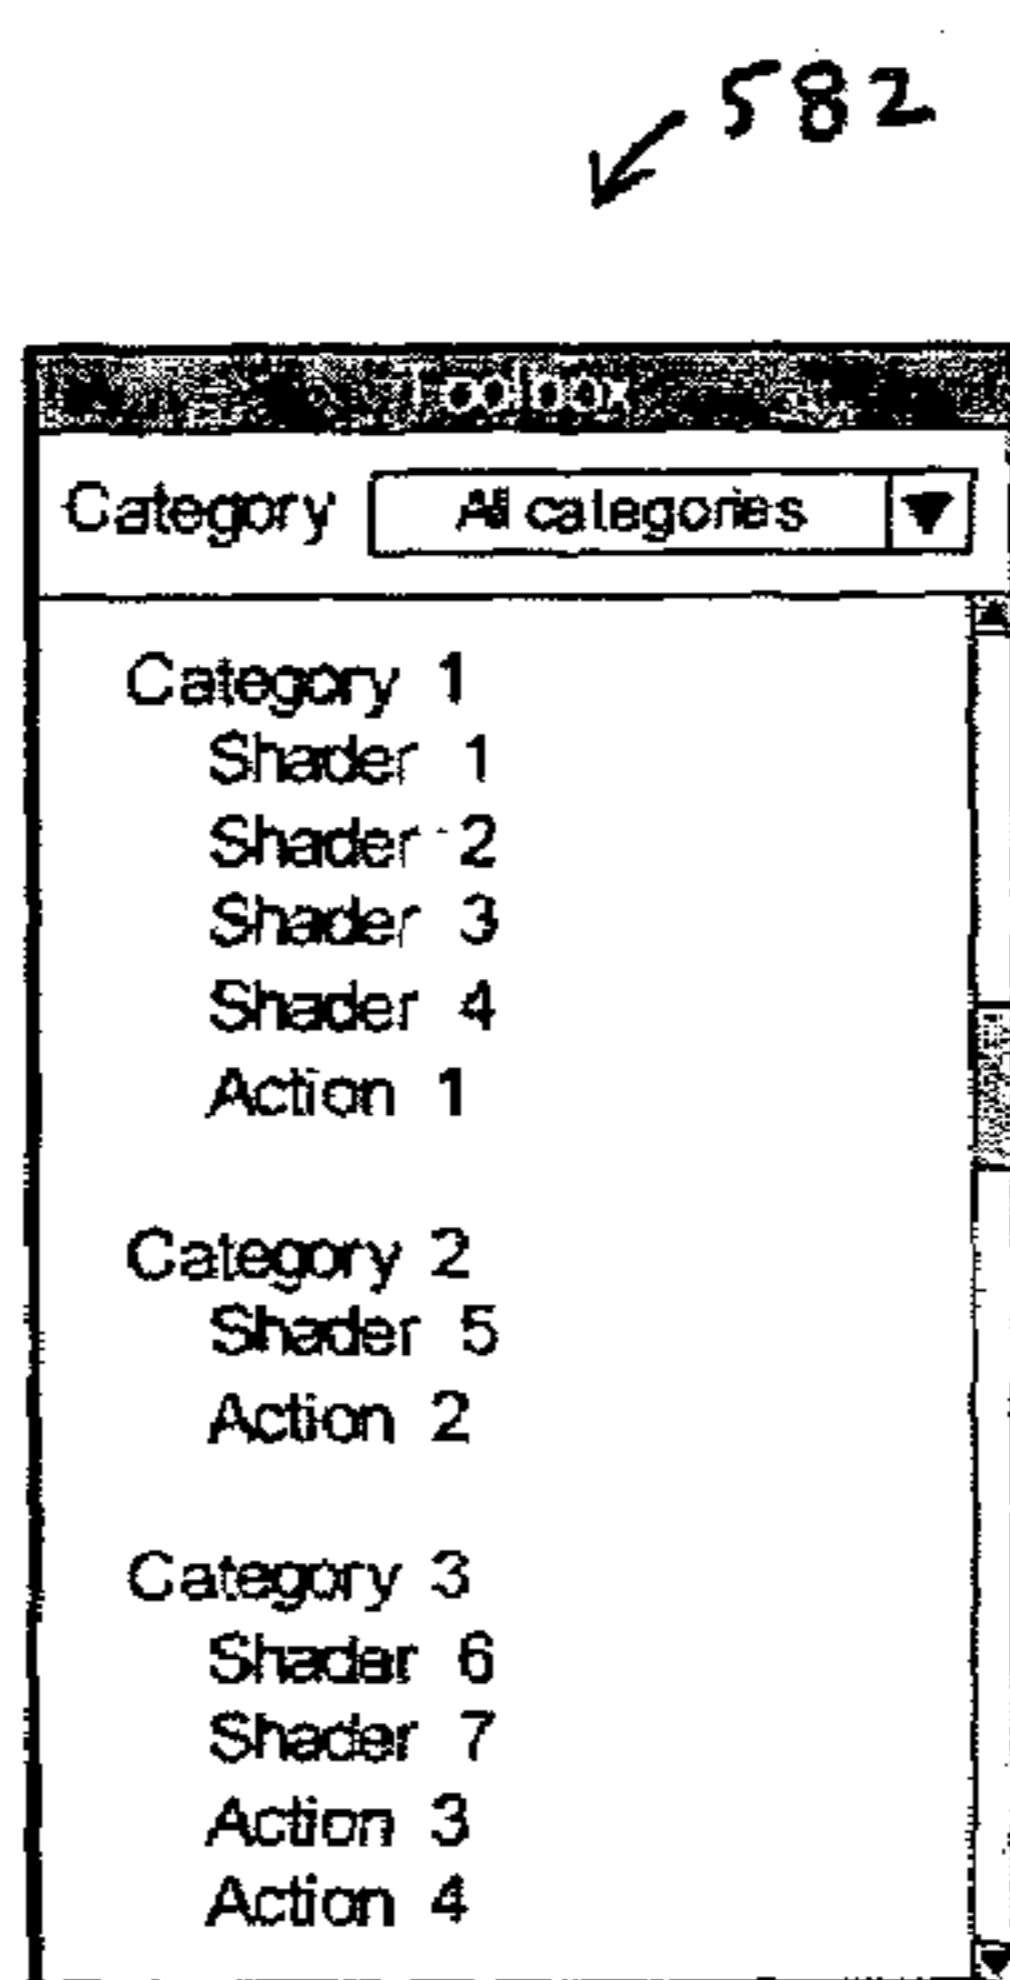 582
Toolbox
Category All categories
Category 1
Shader 1
Shader 2
Shader 3
Shader 4
Action 1
Category 2
Shader 5
Action 2
Category 3
Shader 6
Shader 7
Action 3
Action 4